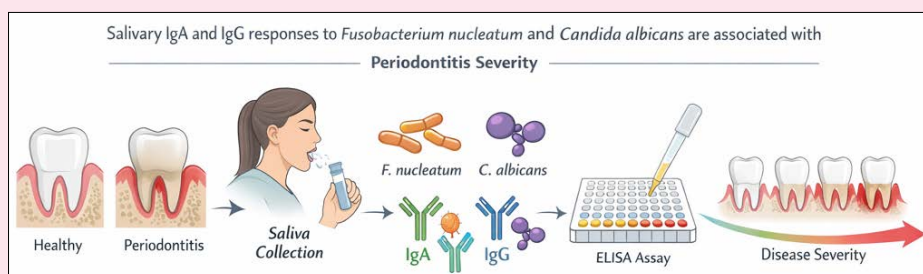 Salivary IgA and IgG responses to Fusobacterium nucleatum and Candida albicans are associated with
Periodontitis Severity
F. nucleatum
C. albicans
Healthy
Periodontitis
Saliva
Collection
IgA
IgG
ELISA Assay
Disease Severity